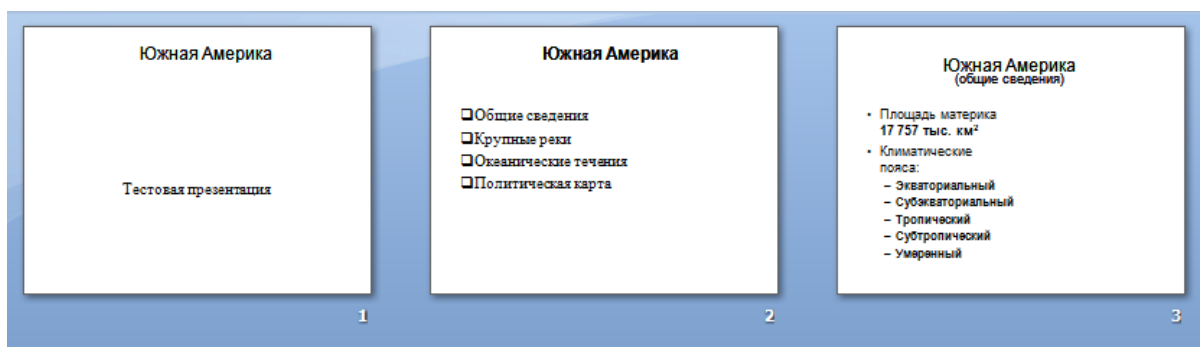 Южная Америка
Тестовая презентация
1
Южная Америка
❑Общие сведения
❑Крупные реки
❑Океанические течения
❑Политическая карта
2
Южная Америка
(общие сведения)
• Площадь материка
17 757 тыс. км²
• Климатические
пояса:
– Экваториальный
– Субэкваториальный
– Тропический
– Субтропический
– Умеренный
3